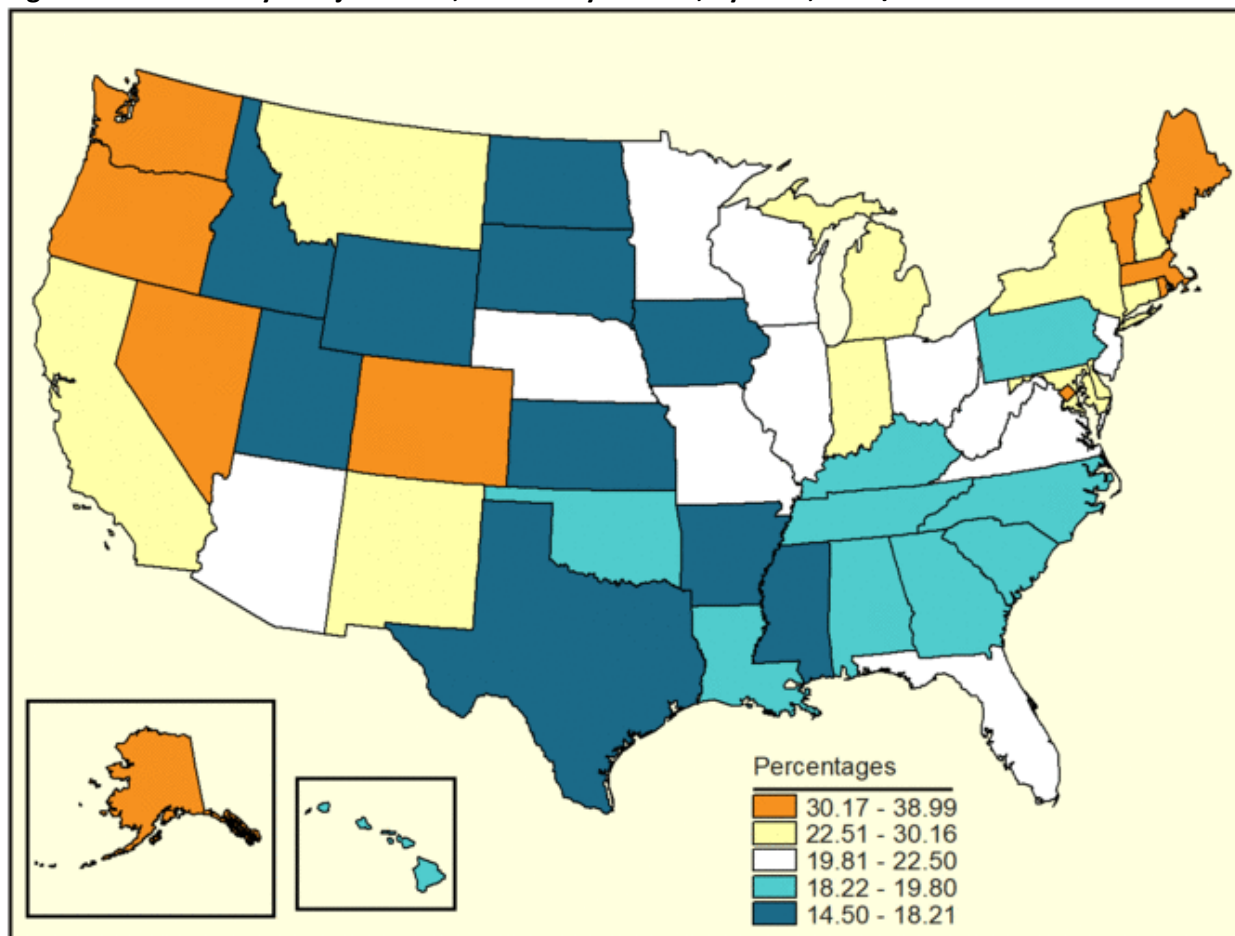 Percentages
30.17 - 38.99
22.51 - 30.16
19.81 - 22.50
18.22 - 19.80
14.50 - 18.21